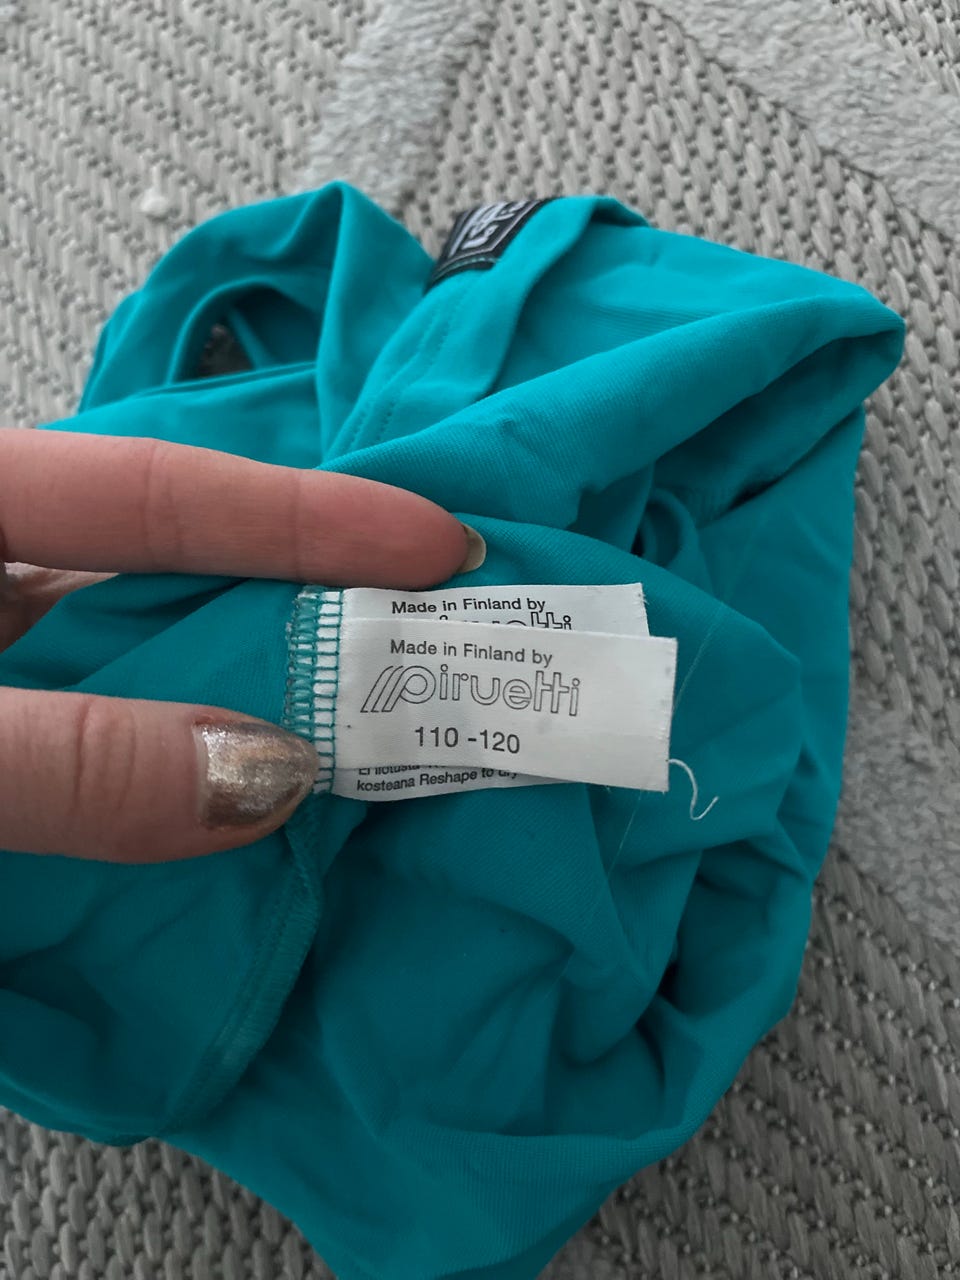 Made in Finland by
Made in Finland by
Piruetti
110 -120
kosteana Reshape to dry